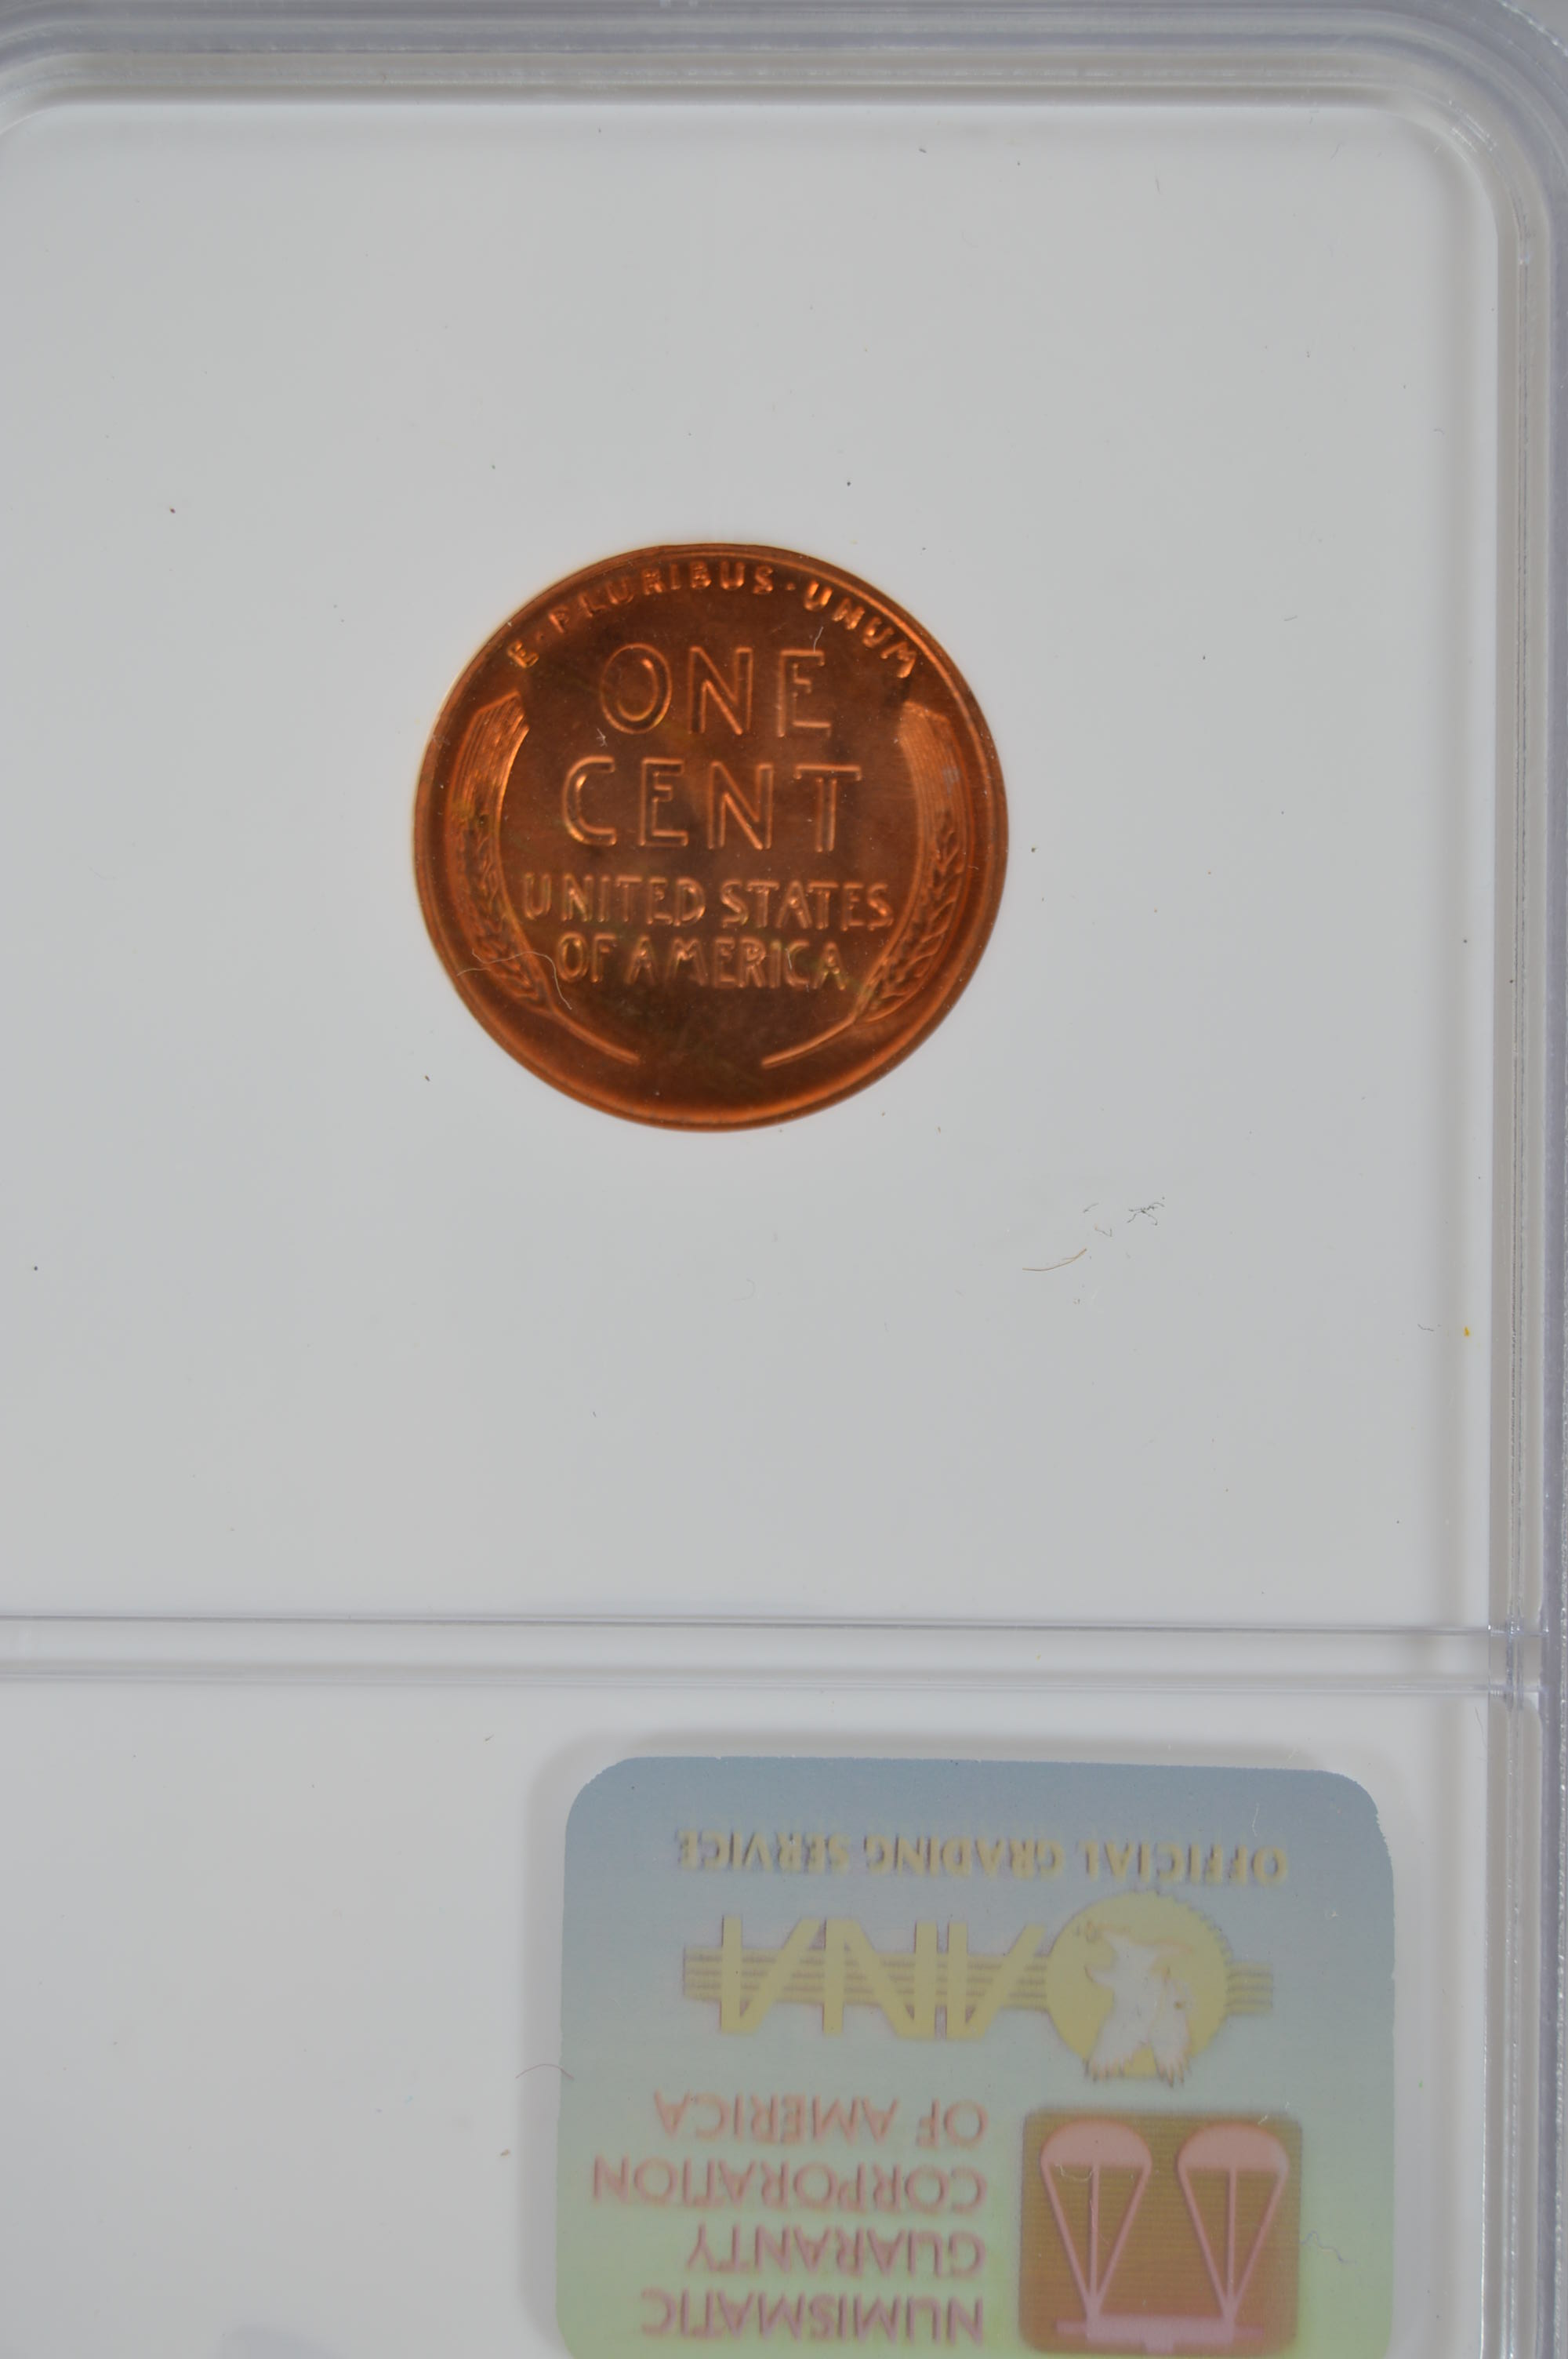 E·PLURIBUS·UNUM
ONE
CENT
UNITED STATES
OF AMERICA
NUMISMATIC
GUARANTY
CORPORATION
OF AMERICA
ANA
OFFICIAL GRADING SERVICE